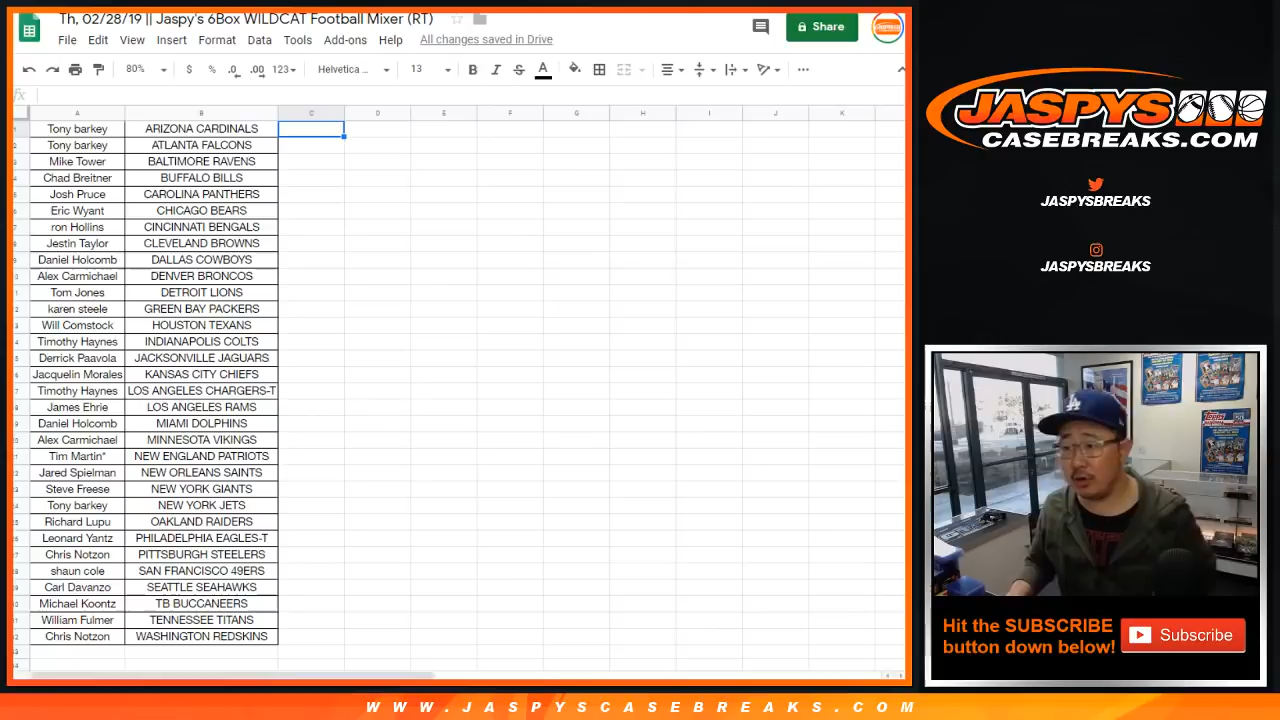 Th, 02/28/19 || Jaspy's 6Box WILDCAT Football Mixer (RT)
File Edit View Insert Format Data Tools Add-ons Help All changes saved in Drive
Share
80% $ % .0 .00 123 Helvetica ... 13 B I S A
fx
A B C D E F G H I J K
Tony barkey ARIZONA CARDINALS
Tony barkey ATLANTA FALCONS
Mike Tower BALTIMORE RAVENS
Chad Breitner BUFFALO BILLS
Josh Pruce CAROLINA PANTHERS
Eric Wyant CHICAGO BEARS
ron Hollins CINCINNATI BENGALS
Jestin Taylor CLEVELAND BROWNS
Daniel Holcomb DALLAS COWBOYS
Alex Carmichael DENVER BRONCOS
Tom Jones DETROIT LIONS
karen steele GREEN BAY PACKERS
Will Comstock HOUSTON TEXANS
Timothy Haynes INDIANAPOLIS COLTS
Derrick Paavola JACKSONVILLE JAGUARS
Jacquelin Morales KANSAS CITY CHIEFS
Timothy Haynes LOS ANGELES CHARGERS-T
James Ehrie LOS ANGELES RAMS
Daniel Holcomb MIAMI DOLPHINS
Alex Carmichael MINNESOTA VIKINGS
Tim Martin* NEW ENGLAND PATRIOTS
Jared Spielman NEW ORLEANS SAINTS
Steve Freese NEW YORK GIANTS
Tony barkey NEW YORK JETS
Richard Lupu OAKLAND RAIDERS
Leonard Yantz PHILADELPHIA EAGLES-T
Chris Notzon PITTSBURGH STEELERS
shaun cole SAN FRANCISCO 49ERS
Carl Davanzo SEATTLE SEAHAWKS
Michael Koontz TB BUCCANEERS
William Fulmer TENNESSEE TITANS
Chris Notzon WASHINGTON REDSKINS
JASPYS
CASEBREAKS.COM
JASPYSBREAKS
JASPYSBREAKS
Hit the SUBSCRIBE
button down below!
Subscribe
WWW.JASPYSCASEBREAKS.COM